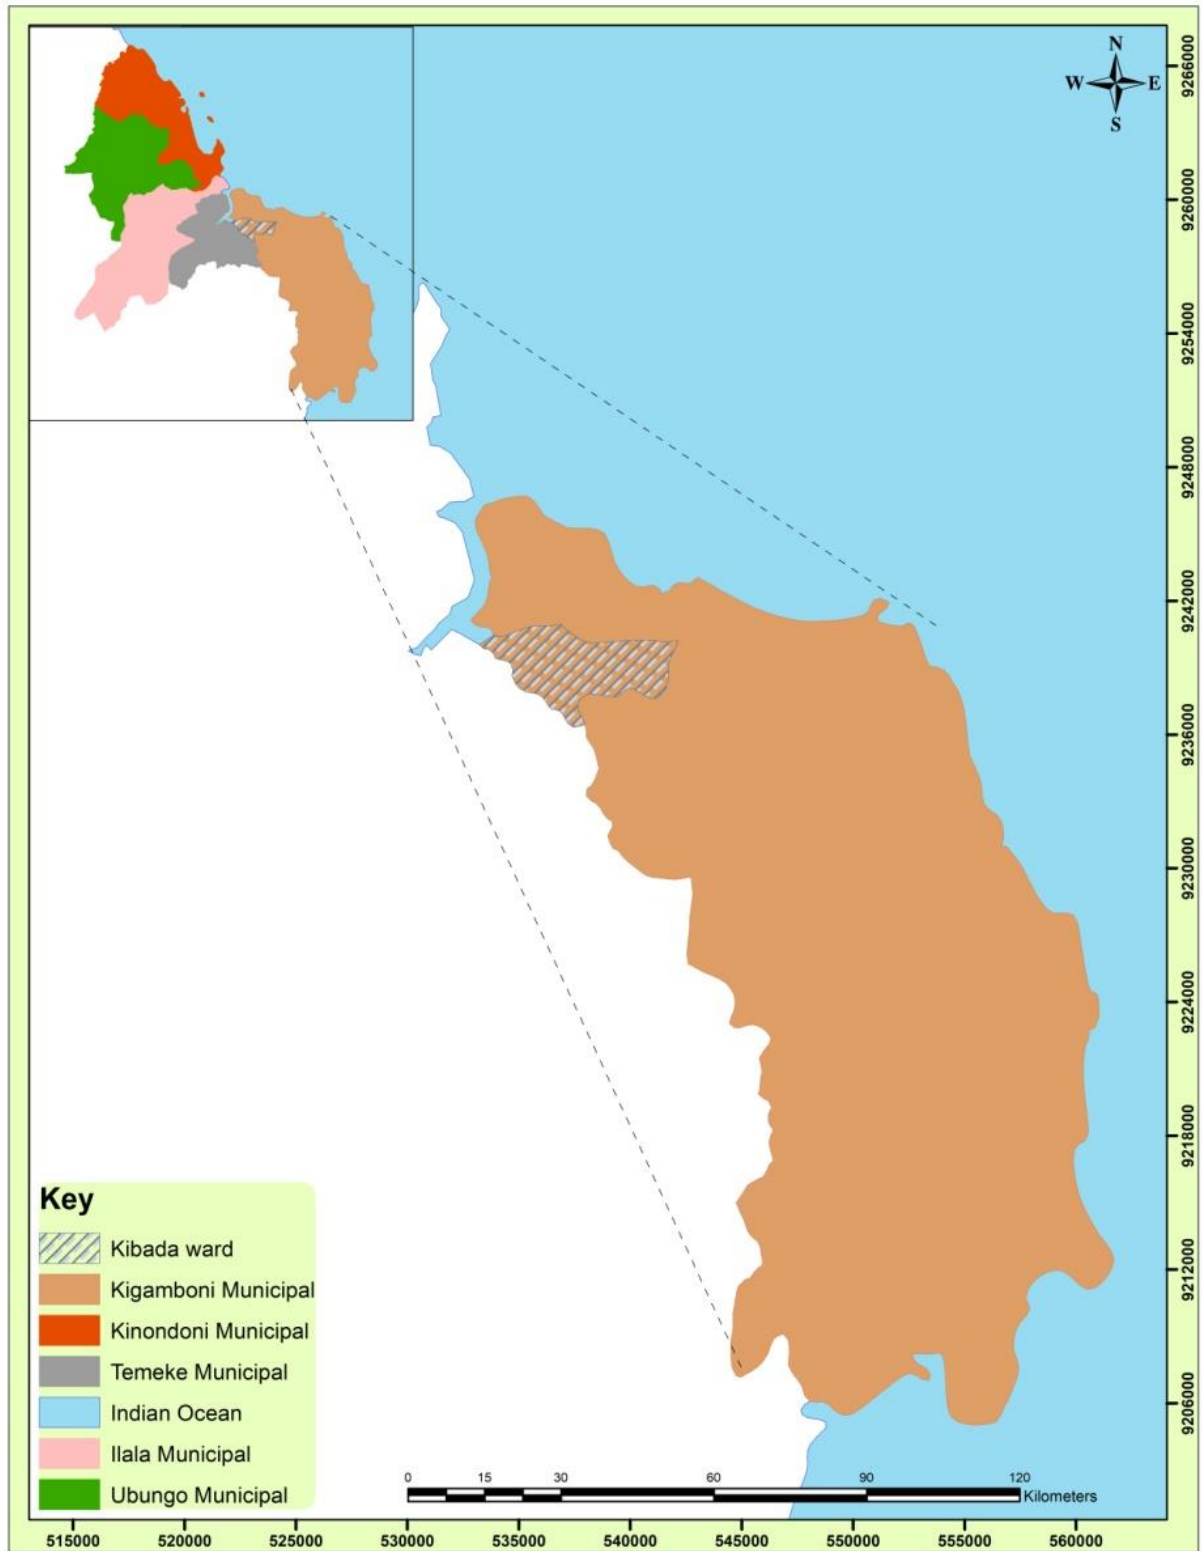 N
W E
S
9266000
9260000
9254000
9248000
9242000
9236000
9230000
9224000
9218000
9212000
9206000
Key
Kibada ward
Kigamboni Municipal
Kinondoni Municipal
Temeke Municipal
Indian Ocean
Ilala Municipal
Ubungo Municipal
0 15 30 60 90 120
Kilometers
515000 520000 525000 530000 535000 540000 545000 550000 555000 560000